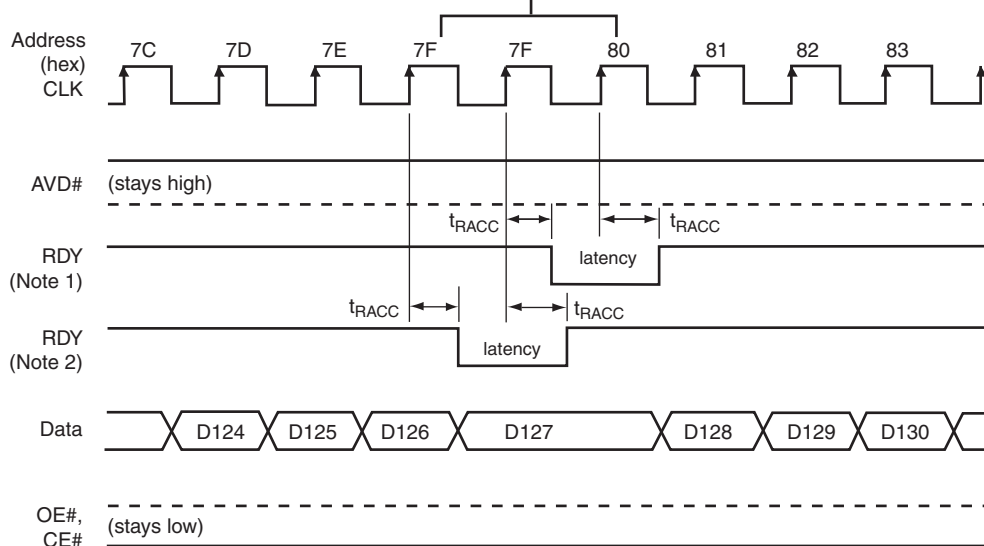 Address
(hex)
CLK
7C 7D 7E 7F 7F 80 81 82 83
AVD#
(stays high)
tRACC
tRACC
RDY
(Note 1)
latency
tRACC
tRACC
RDY
(Note 2)
latency
Data
D124 D125 D126 D127 D128 D129 D130
OE#,
CE#
(stays low)